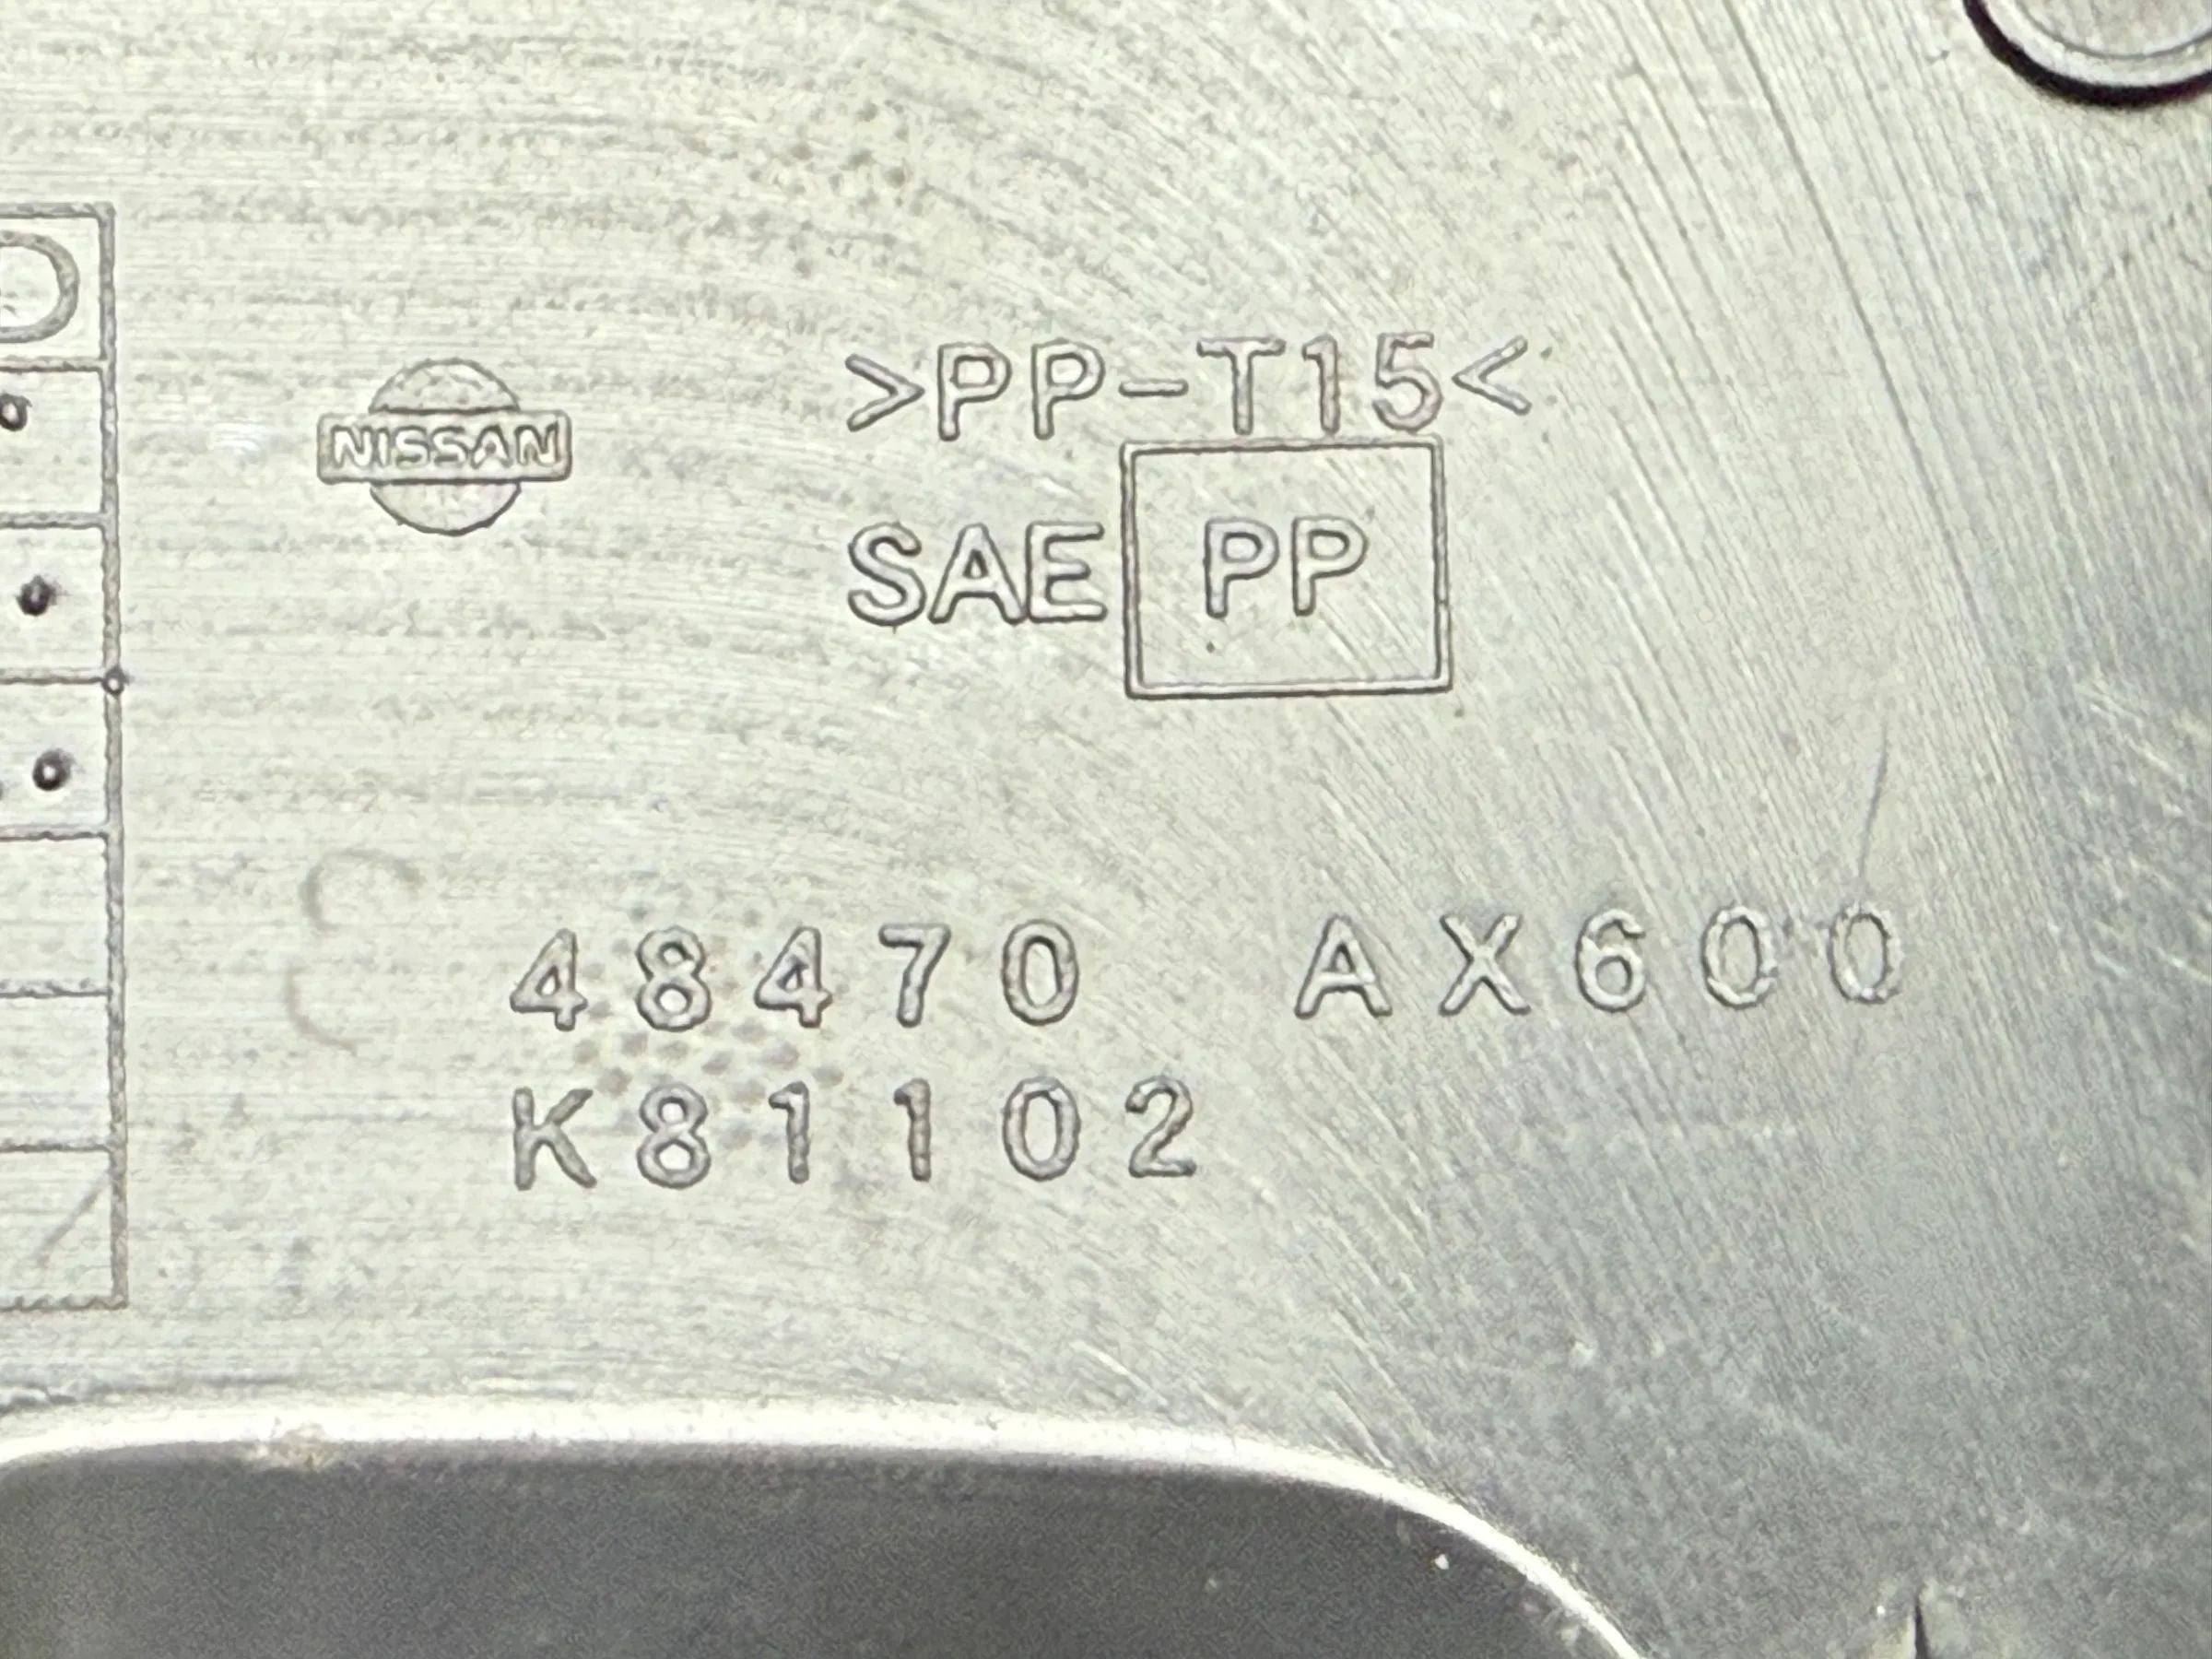 NISSAN
>PP-T15<
SAE PP
48470 AX600
K81102